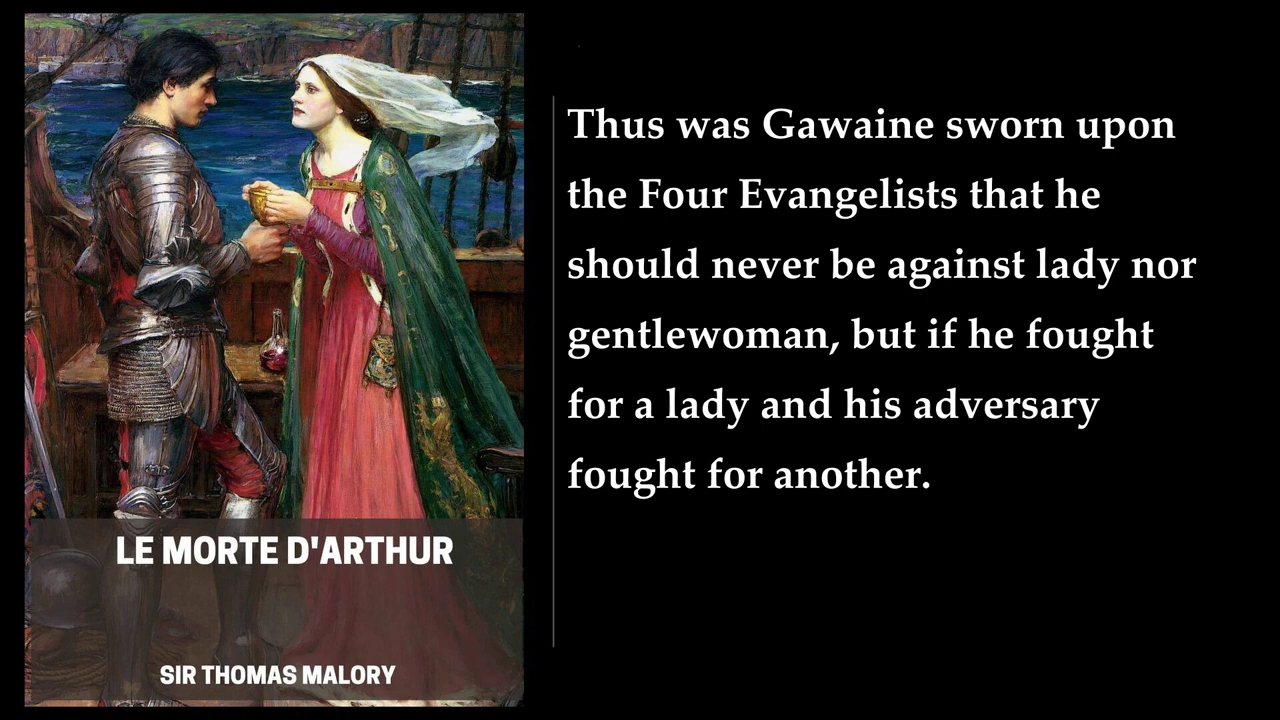 LE MORTE D'ARTHUR
SIR THOMAS MALORY
Thus was Gawaine sworn upon
the Four Evangelists that he
should never be against lady nor
gentlewoman, but if he fought
for a lady and his adversary
fought for another.